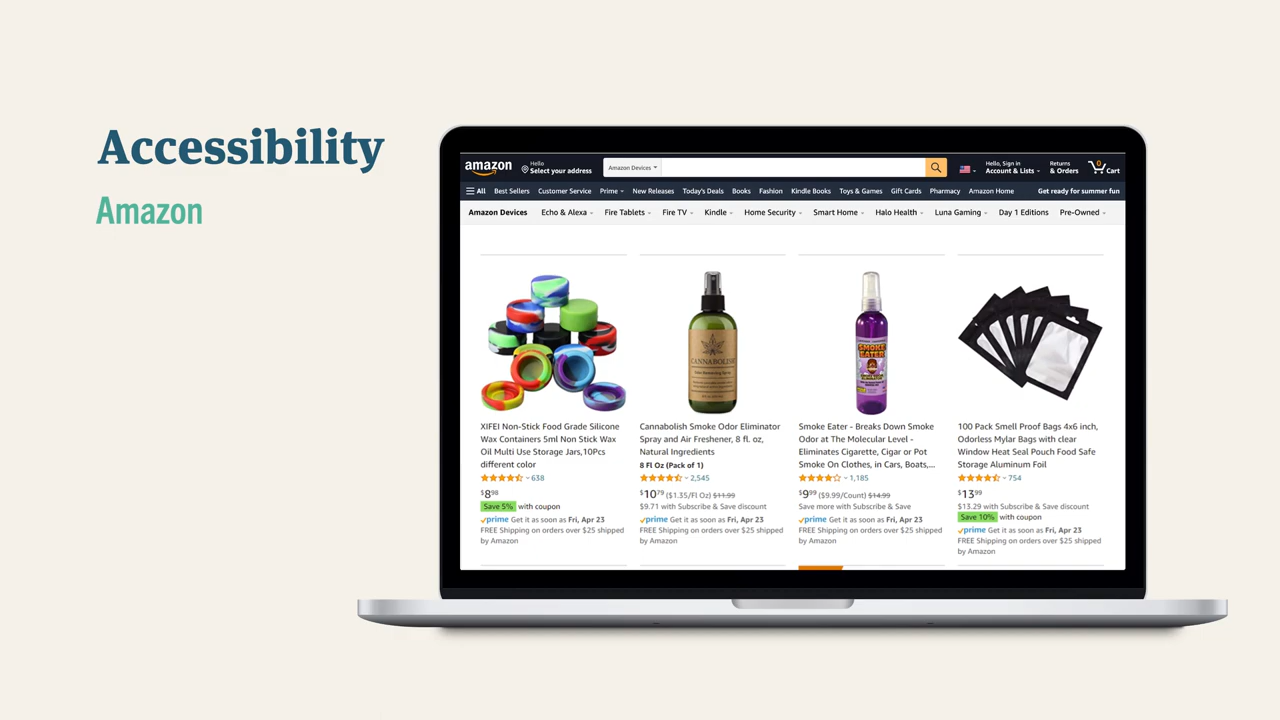 Accessibility
Amazon
amazon
Hello
Select your address
Amazon Devices
Hello, Sign in
Account & Lists
Returns
& Orders
0
Cart
All Best Sellers Customer Service Prime New Releases Today's Deals Books Fashion Kindle Books Toys & Games Gift Cards Pharmacy Amazon Home Get ready for summer fun
Amazon Devices Echo & Alexa Fire Tablets Fire TV Kindle Home Security Smart Home Halo Health Luna Gaming Day 1 Editions Pre-Owned
CANNABOLISH
SMOKE
EATER!
XIFEI Non-Stick Food Grade Silicone
Wax Containers 5ml Non Stick Wax
Oil Multi Use Storage Jars,10Pcs
different color
638
$898
Save 5% with coupon
prime Get it as soon as Fri, Apr 23
FREE Shipping on orders over $25 shipped
by Amazon
Cannabolish Smoke Odor Eliminator
Spray and Air Freshener, 8 fl. oz,
Natural Ingredients
8 Fl Oz (Pack of 1)
2,545
$1079 ($1.35/Fl Oz) $11.99
$9.71 with Subscribe & Save discount
prime Get it as soon as Fri, Apr 23
FREE Shipping on orders over $25 shipped
by Amazon
Smoke Eater - Breaks Down Smoke
Odor at The Molecular Level -
Eliminates Cigarette, Cigar or Pot
Smoke On Clothes, in Cars, Boats,...
1,185
$999 ($9.99/Count) $14.99
Save more with Subscribe & Save
prime Get it as soon as Fri, Apr 23
FREE Shipping on orders over $25 shipped
by Amazon
100 Pack Smell Proof Bags 4x6 inch,
Odorless Mylar Bags with clear
Window Heat Seal Pouch Food Safe
Storage Aluminum Foil
754
$1399
$13.29 with Subscribe & Save discount
Save 10% with coupon
prime Get it as soon as Fri, Apr 23
FREE Shipping on orders over $25 shipped
by Amazon